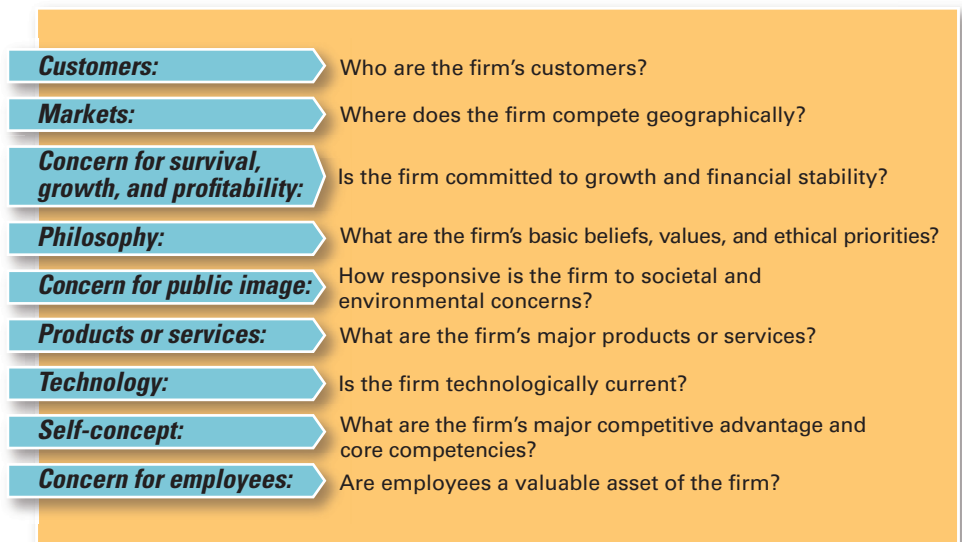 Customers:
Who are the firm's customers?
Markets:
Where does the firm compete geographically?
Concern for survival,
growth, and profitability:
Is the firm committed to growth and financial stability?
Philosophy:
What are the firm's basic beliefs, values, and ethical priorities?
Concern for public image:
How responsive is the firm to societal and
environmental concerns?
Products or services:
What are the firm's major products or services?
Technology:
Is the firm technologically current?
Self-concept:
What are the firm's major competitive advantage and
core competencies?
Concern for employees:
Are employees a valuable asset of the firm?